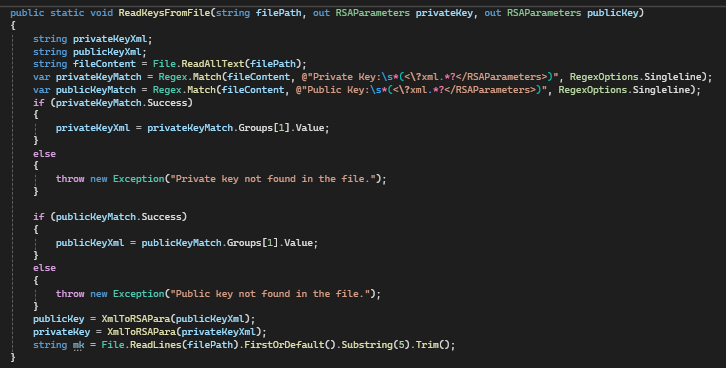 public static void ReadKeysFromFile(string filePath, out RSAParameters privateKey, out RSAParameters publicKey)
{
    string privateKeyXml;
    string publicKeyXml;
    string fileContent = File.ReadAllText(filePath);
    var privateKeyMatch = Regex.Match(fileContent, @"Private Key:\s*(<\?xml.*?</RSAParameters>)", RegexOptions.Singleline);
    var publicKeyMatch = Regex.Match(fileContent, @"Public Key:\s*(<\?xml.*?</RSAParameters>)", RegexOptions.Singleline);
    if (privateKeyMatch.Success)
    {
        privateKeyXml = privateKeyMatch.Groups[1].Value;
    }
    else
    {
        throw new Exception("Private key not found in the file.");
    }

    if (publicKeyMatch.Success)
    {
        publicKeyXml = publicKeyMatch.Groups[1].Value;
    }
    else
    {
        throw new Exception("Public key not found in the file.");
    }
    publicKey = XmlToRSAPara(publicKeyXml);
    privateKey = XmlToRSAPara(privateKeyXml);
    string mk = File.ReadLines(filePath).FirstOrDefault().Substring(5).Trim();
}